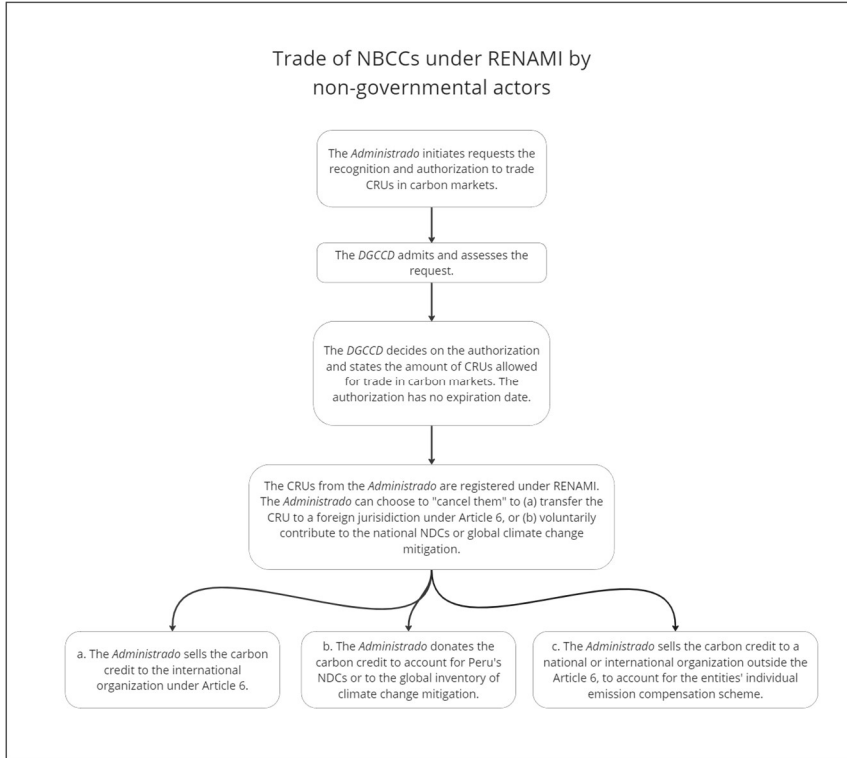 Trade of NBCCs under RENAMI by
non-governmental actors
The Administrado initiates requests the
recognition and authorization to trade
CRUs in carbon markets.
The DGCCD admits and assesses the
request.
The DGCCD decides on the authorization
and states the amount of CRUs allowed
for trade in carbon markets. The
authorization has no expiration date.
The CRUs from the Administrado are registered under RENAMI.
The Administrado can choose to "cancel them" to (a) transfer the
CRU to a foreign jurisidiction under Article 6, or (b) voluntarily
contribute to the national NDCs or global climate change
mitigation.
a. The Administrado sells the carbon
credit to the international
organization under Article 6.
b. The Administrado donates the
carbon credit to account for Peru's
NDCs or to the global inventory of
climate change mitigation.
c. The Administrado sells the carbon credit to a
national or international organization outside the
Article 6, to account for the entities' individual
emission compensation scheme.